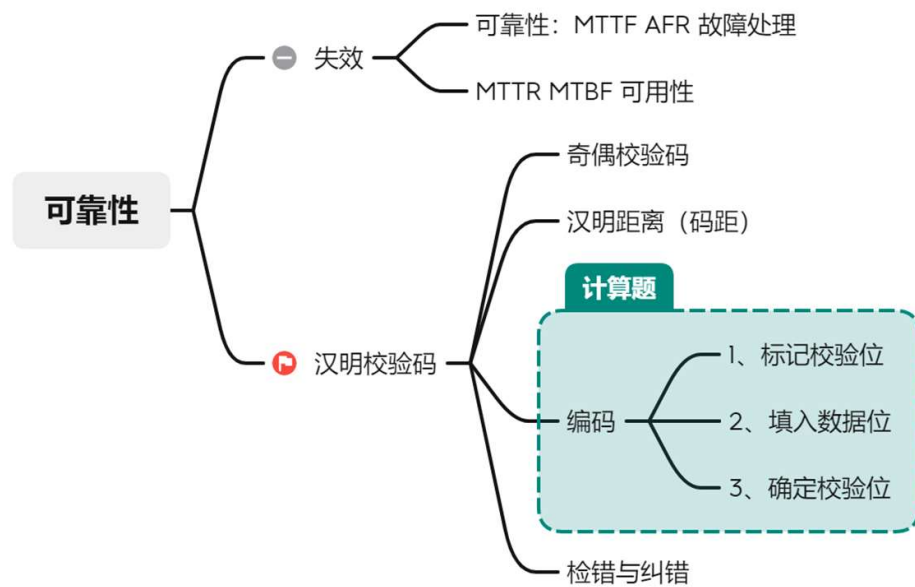 可靠性
失效
可靠性：MTTF AFR 故障处理
MTTR MTBF 可用性
汉明校验码
奇偶校验码
汉明距离（码距）
计算题
编码
1、标记校验位
2、填入数据位
3、确定校验位
检错与纠错